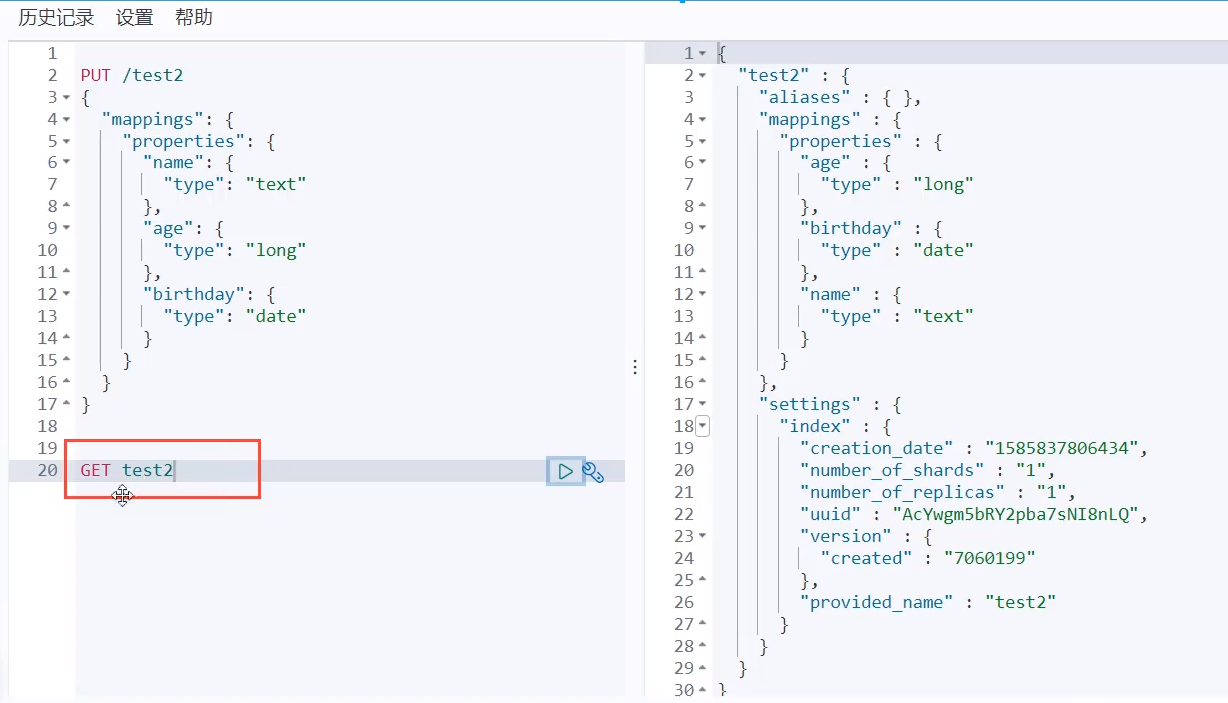 历史记录 设置 帮助
1
2 PUT /test2
3 {
4 "mappings": {
5 "properties": {
6 "name": {
7 "type": "text"
8 },
9 "age": {
10 "type": "long"
11 },
12 "birthday": {
13 "type": "date"
14 }
15 }
16 }
17 }
18
19
20 GET test2
1 {
2 "test2" : {
3 "aliases" : { },
4 "mappings" : {
5 "properties" : {
6 "age" : {
7 "type" : "long"
8 },
9 "birthday" : {
10 "type" : "date"
11 },
12 "name" : {
13 "type" : "text"
14 }
15 }
16 },
17 "settings" : {
18 "index" : {
19 "creation_date" : "1585837806434",
20 "number_of_shards" : "1",
21 "number_of_replicas" : "1",
22 "uuid" : "AcYwgm5bRY2pba7sNI8nLQ",
23 "version" : {
24 "created" : "7060199"
25 },
26 "provided_name" : "test2"
27 }
28 }
29 }
30 }